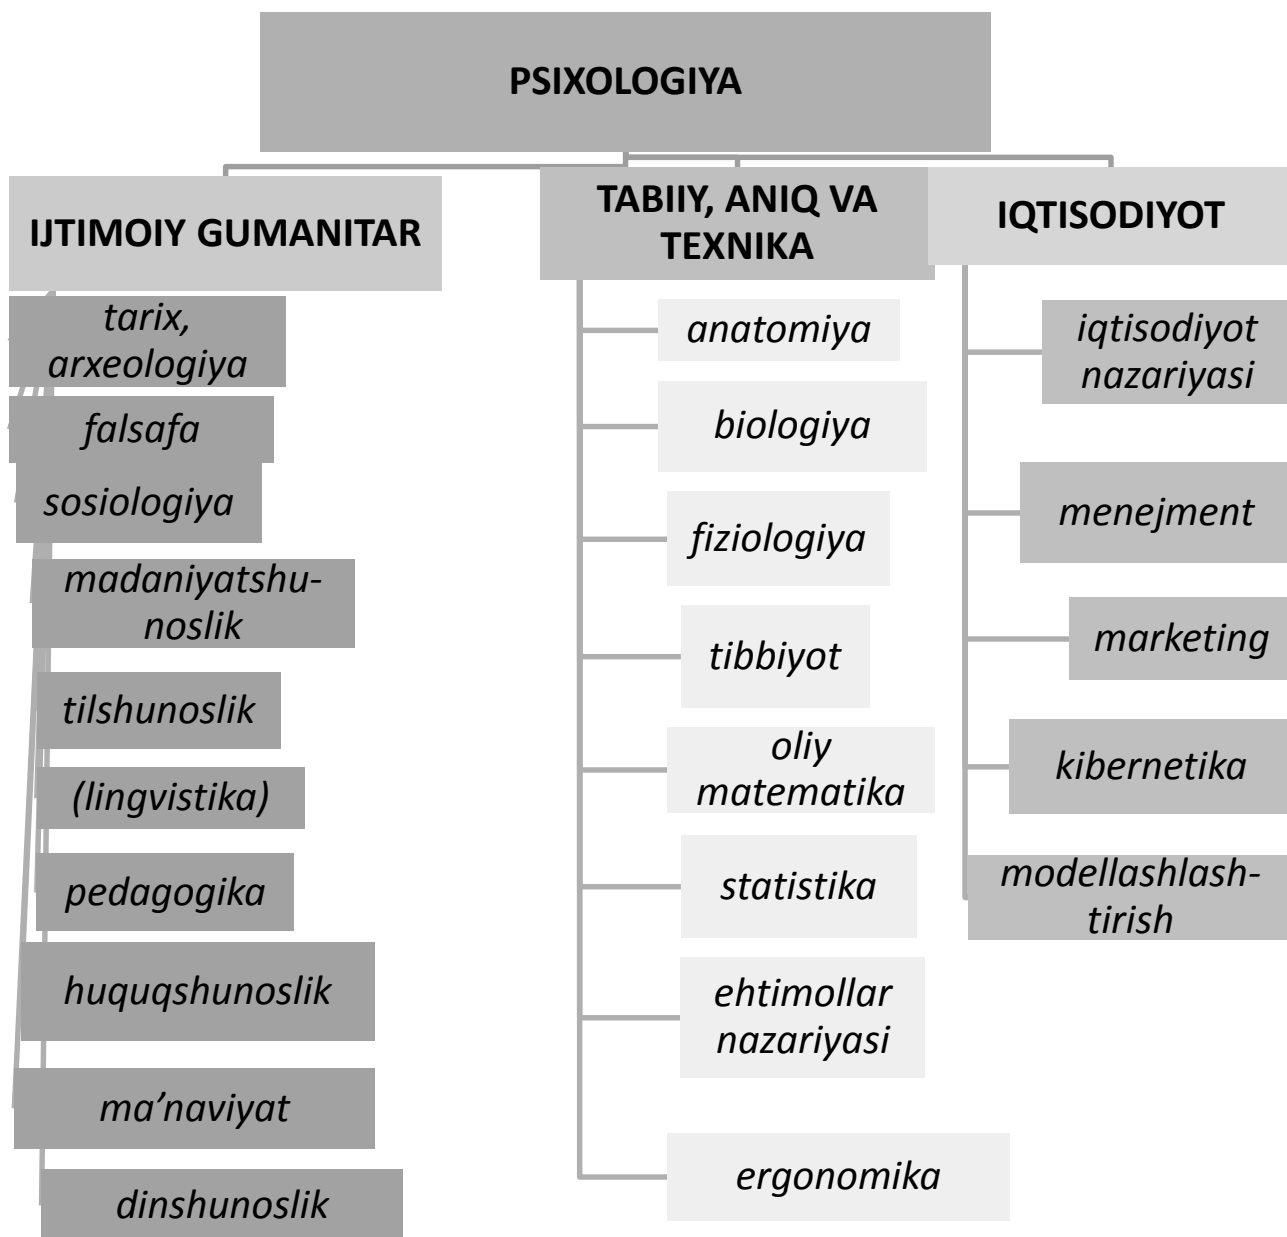 PSIXOLOGIYA
IJTIMOIY GUMANITAR
tarix,
arxeologiya
falsafa
sosiologiya
madaniyatshu-
noslik
tilshunoslik
(lingvistika)
pedagogika
huquqshunoslik
ma’naviyat
dinshunoslik
TABIIY, ANIQ VA
TEXNIKA
anatomiya
biologiya
fiziologiya
tibbiyot
oliy
matematika
statistika
ehtimollar
nazariyasi
ergonomika
IQTISODIYOT
iqtisodiyot
nazariyasi
menejment
marketing
kibernetika
modellashlash-
tirish